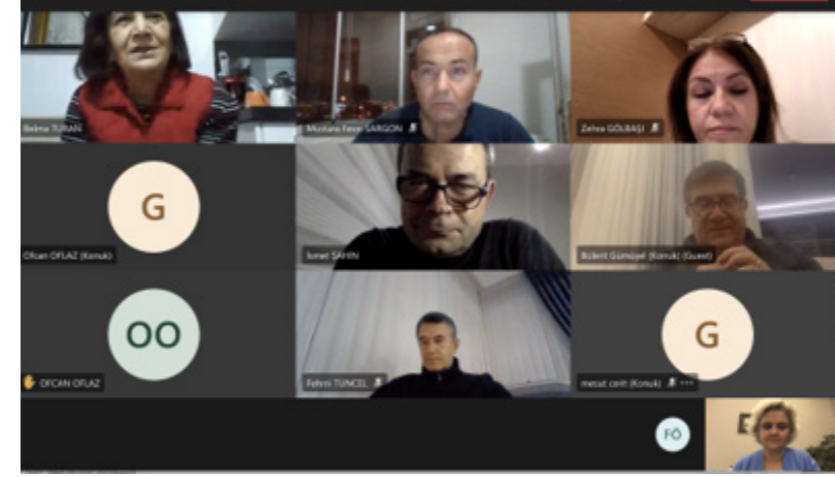 Belma TURAN
Mustafa Fevzi SARGON
Zehra GÖLBAŞI
G
Ofcan OFLAZ (Konuk)
İsmet ŞAHİN
Bülent Gümüşel (Konuk) (Guest)
OO
OFCAN OFLAZ
Fehmi TUNCEL
G
mesut cerit (Konuk)
FÖ
E